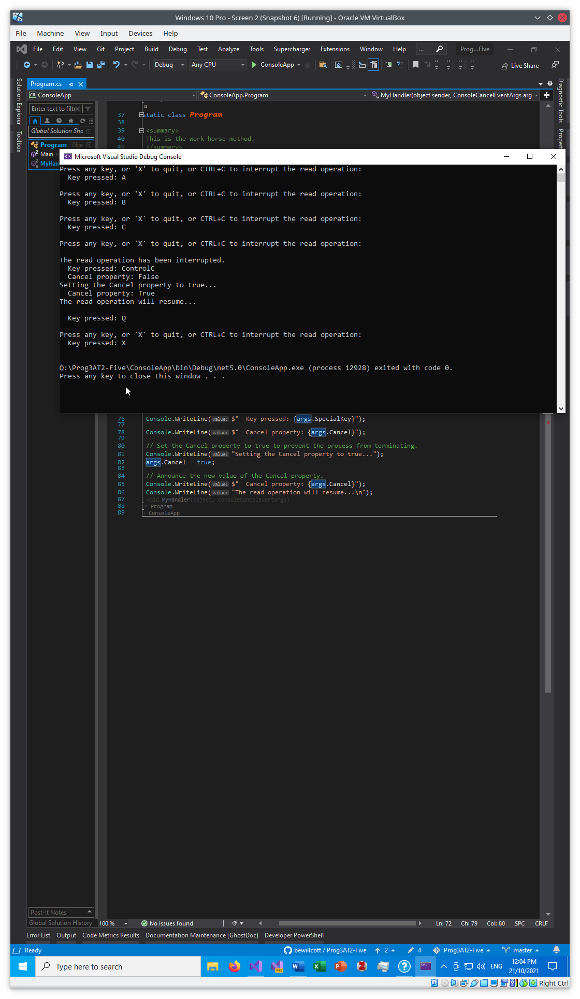 Windows 10 Pro - Screen 2 (Snapshot 6) [Running] - Oracle VM VirtualBox
File Machine View Input Devices Help
File Edit View Git Project Build Debug Test Analyze Tools Supercharger Extensions Window Help ... Prog...Five
Debug Any CPU ConsoleApp Live Share
Solution Explorer
Toolbox
Diagnostic Tools
Propert
Program.cs
C# ConsoleApp ConsoleApp.Program MyHandler(object sender, ConsoleCancelEventArgs arg
Enter text to filt
Global Solution Sho
Program : Obje
Main
MyHan
37 static class Program
38
39 <summary>
40 This is the work-horse method.
41 </summary>
Microsoft Visual Studio Debug Console
Press any key, or 'X' to quit, or CTRL+C to interrupt the read operation:
Key pressed: A
Press any key, or 'X' to quit, or CTRL+C to interrupt the read operation:
Key pressed: B
Press any key, or 'X' to quit, or CTRL+C to interrupt the read operation:
Key pressed: C
Press any key, or 'X' to quit, or CTRL+C to interrupt the read operation:
The read operation has been interrupted.
Key pressed: ControlC
Cancel property: False
Setting the Cancel property to true...
Cancel property: True
The read operation will resume...
Key pressed: Q
Press any key, or 'X' to quit, or CTRL+C to interrupt the read operation:
Key pressed: X
Q:\Prog3AT2-Five\ConsoleApp\bin\Debug\net5.0\ConsoleApp.exe (process 12928) exited with code 0.
Press any key to close this window . . .
76 Console.WriteLine(value: $"  Key pressed: {args.SpecialKey}");
77
78 Console.WriteLine(value: $"  Cancel property: {args.Cancel}");
79
80 // Set the Cancel property to true to prevent the process from terminating.
81 Console.WriteLine(value: "Setting the Cancel property to true...");
82 args.Cancel = true;
83
84 // Announce the new value of the Cancel property.
85 Console.WriteLine(value: $"  Cancel property: {args.Cancel}");
86 Console.WriteLine(value: "The read operation will resume...\n");
87 void MyHandler(object, ConsoleCancelEventArgs)
88 s Program
89 ConsoleApp
Post-It Notes
Global Solution History 100 % No issues found Ln: 72 Ch: 79 Col: 80 SPC CRLF
Error List Output Code Metrics Results Documentation Maintenance [GhostDoc] Developer PowerShell
Ready bewillcott / Prog3AT2-Five 2 4 Prog3AT2-Five master
Type here to search ENG 12:04 PM
21/10/2021
Right Ctrl